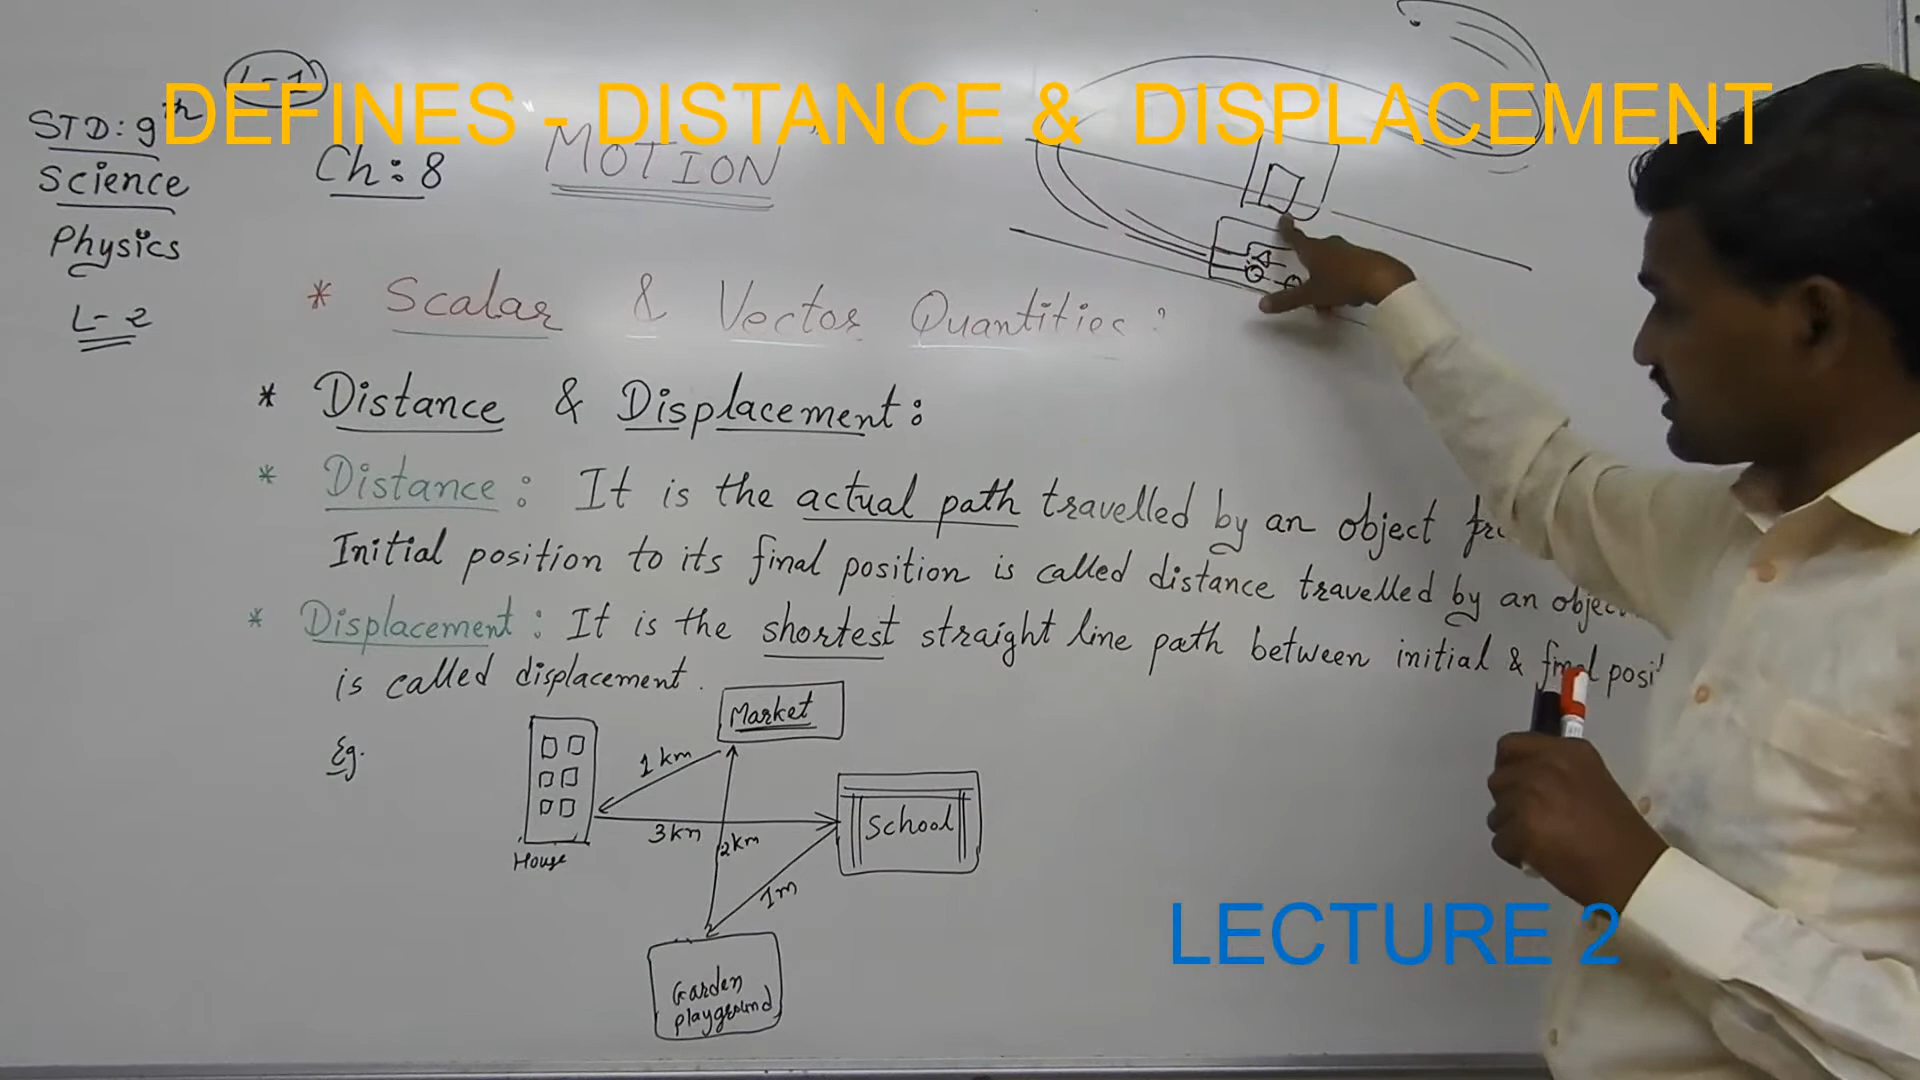 L-1
DEFINES - DISTANCE & DISPLACEMENT
STD: 9th
Science
Physics
L-2
Ch: 8 MOTION
* Scalar & Vector Quantities:
* Distance & Displacement:
* Distance: It is the actual path travelled by an object
Initial position to its final position is called distance travelled by an
* Displacement: It is the shortest straight line path between initial & final
is called displacement.
Eg.
Market
1 km
School
3 km
2 km
House
1m
LECTURE 2
Garden
playground